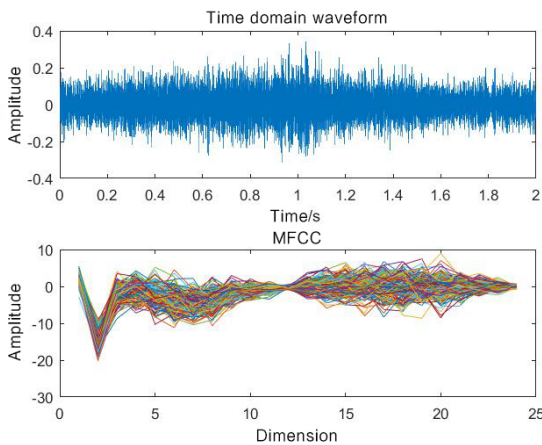 Time domain waveform
0.4
0.2
0
-0.2
-0.4
Amplitude
0 0.2 0.4 0.6 0.8 1 1.2 1.4 1.6 1.8 2
Time/s
MFCC
10
0
-10
-20
-30
Amplitude
0 5 10 15 20 25
Dimension